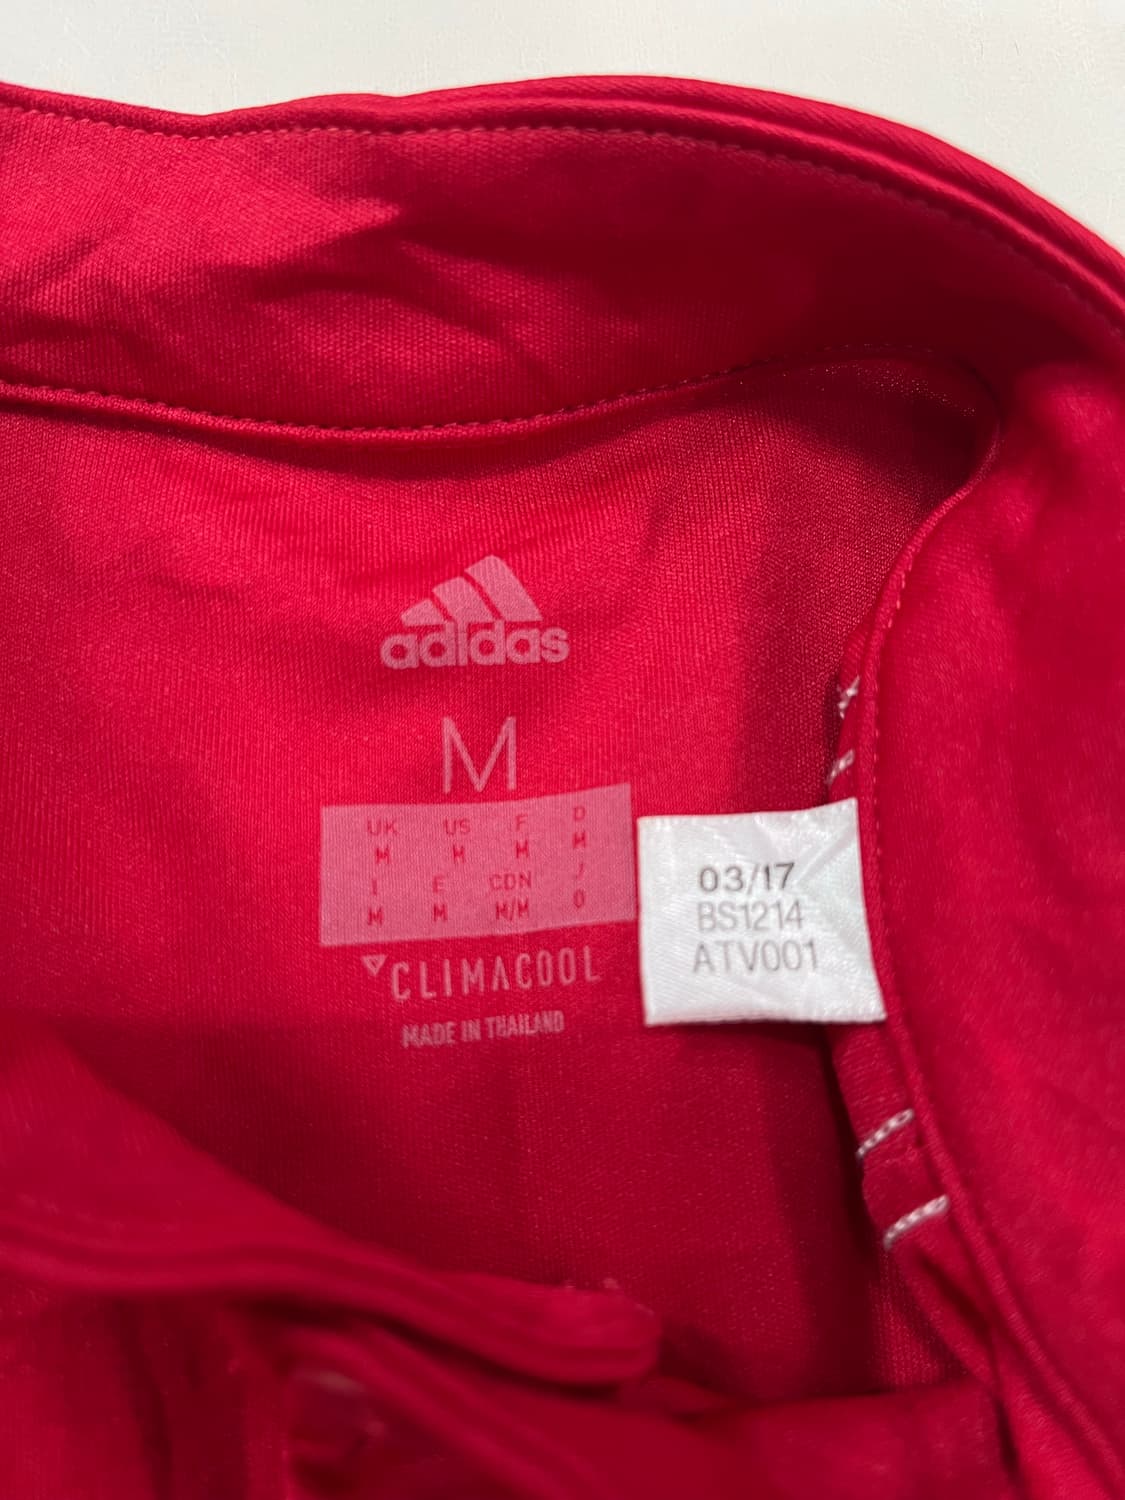 adidas
M
UK US F D
M M M M
I E CDN J
M M M/M O
CLIMACOOL
MADE IN THAILAND
03/17
BS1214
ATV001